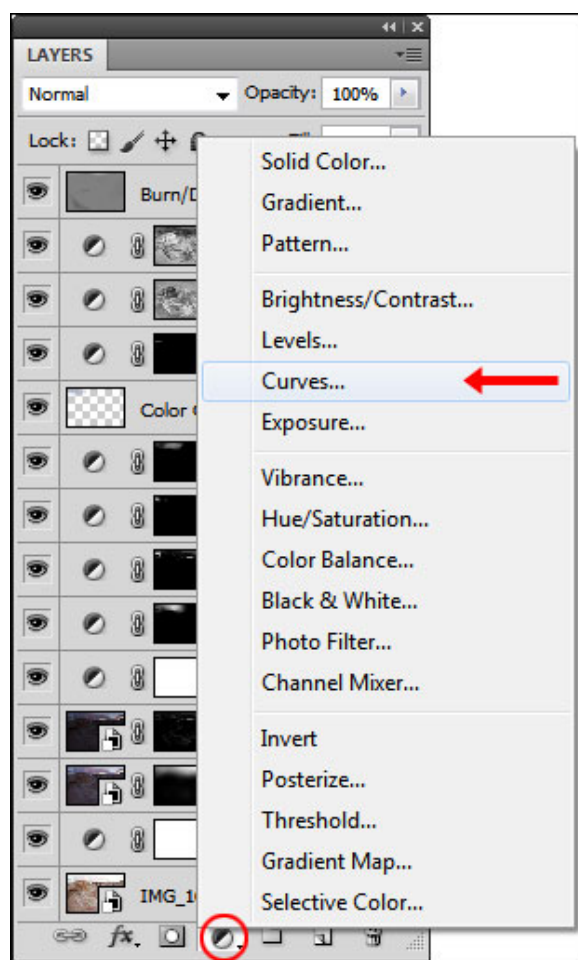 LAYERS
Normal Opacity: 100%
Lock:
Solid Color...
Gradient...
Pattern...
Brightness/Contrast...
Levels...
Curves...
Exposure...
Vibrance...
Hue/Saturation...
Color Balance...
Black & White...
Photo Filter...
Channel Mixer...
Invert
Posterize...
Threshold...
Gradient Map...
Selective Color...
Burn/
Color
IMG_1
fx.